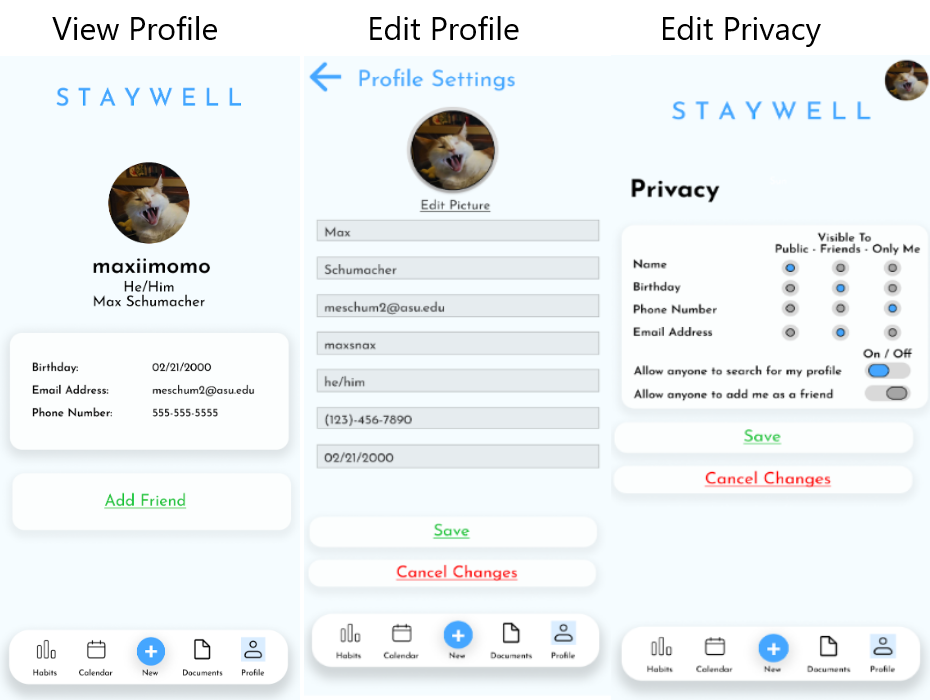 View Profile
Edit Profile
Edit Privacy
STAYWELL
maxiimomo
He/Him
Max Schumacher
Birthday: 02/21/2000
Email Address: meschum2@asu.edu
Phone Number: 555-555-5555
Add Friend
Habits Calendar New Documents Profile
Profile Settings
Edit Picture
Max
Schumacher
meschum2@asu.edu
maxsnax
he/him
(123)-456-7890
02/21/2000
Save
Cancel Changes
Habits Calendar New Documents Profile
STAYWELL
Privacy
Visible To
Public - Friends - Only Me
Name
Birthday
Phone Number
Email Address
On / Off
Allow anyone to search for my profile
Allow anyone to add me as a friend
Save
Cancel Changes
Habits Calendar New Documents Profile